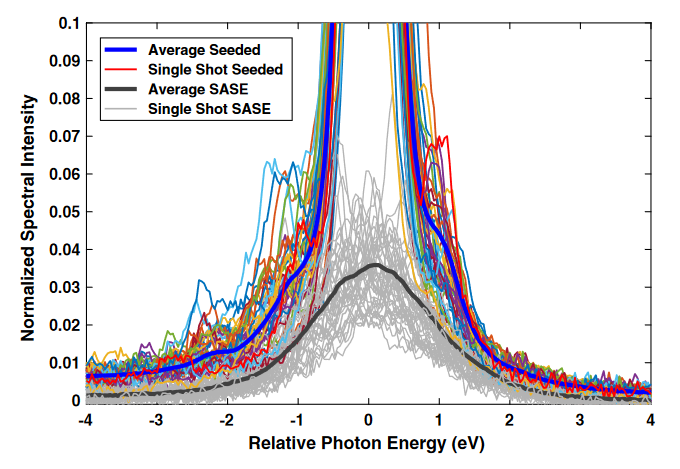 0.1
0.09
0.08
0.07
0.06
0.05
0.04
0.03
0.02
0.01
0
Normalized Spectral Intensity
Average Seeded
Single Shot Seeded
Average SASE
Single Shot SASE
-4 -3 -2 -1 0 1 2 3 4
Relative Photon Energy (eV)